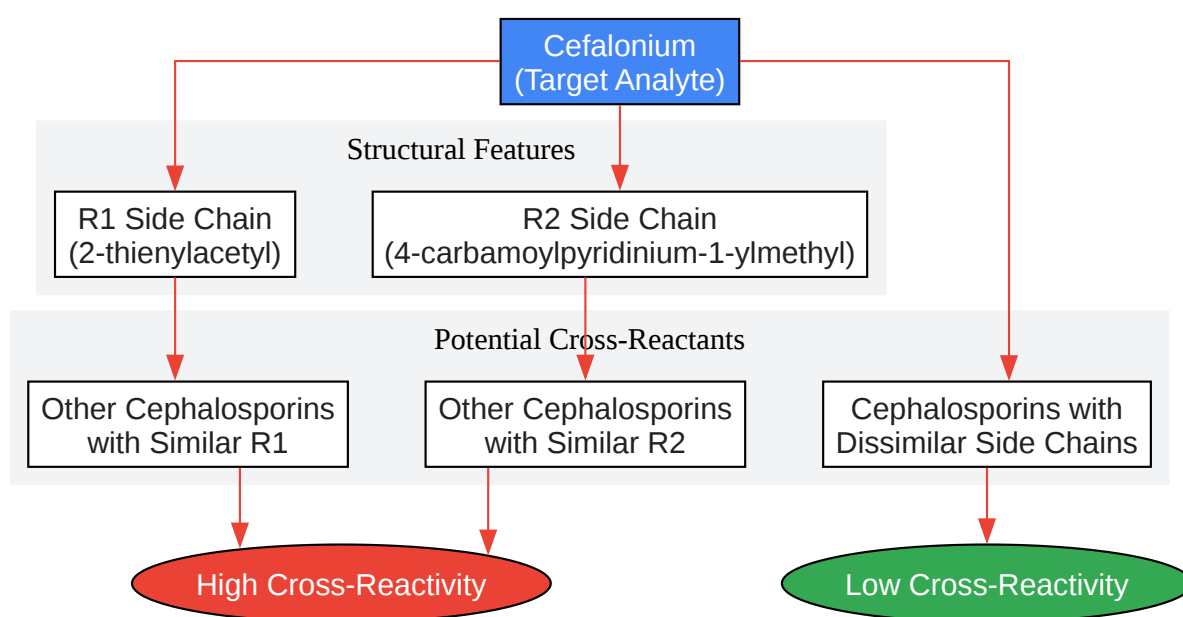 Cefalonium
(Target Analyte)
Structural Features
R1 Side Chain
(2-thienylacetyl)
R2 Side Chain
(4-carbamoylpyridinium-1-ylmethyl)
Potential Cross-Reactants
Other Cephalosporins
with Similar R1
Other Cephalosporins
with Similar R2
Cephalosporins with
Dissimilar Side Chains
High Cross-Reactivity
Low Cross-Reactivity